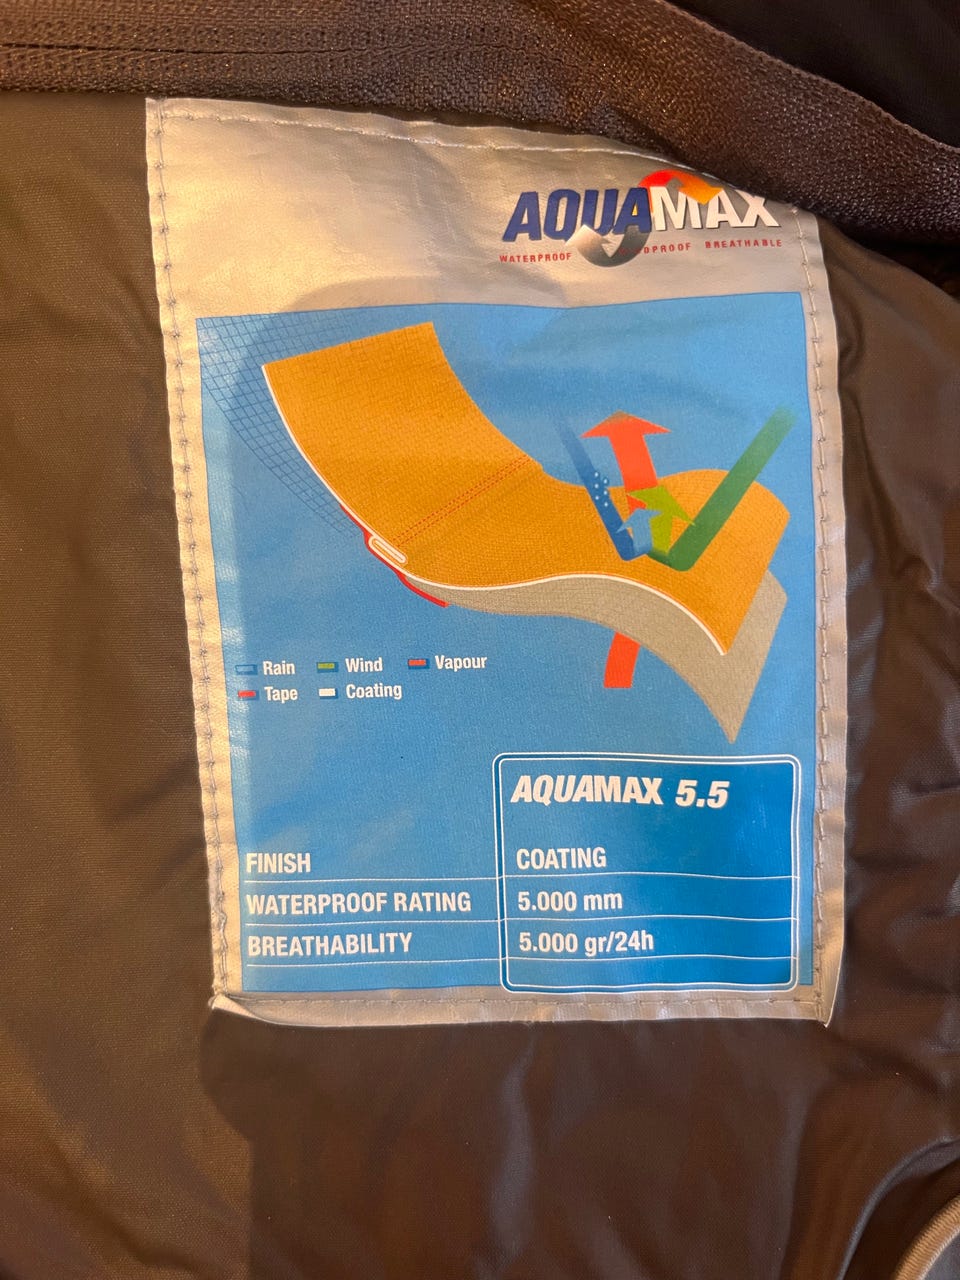 AQUAMAX
WATERPROOF DPROOF BREATHABLE
Rain Wind Vapour
Tape Coating
AQUAMAX 5.5
FINISH COATING
WATERPROOF RATING 5.000 mm
BREATHABILITY 5.000 gr/24h